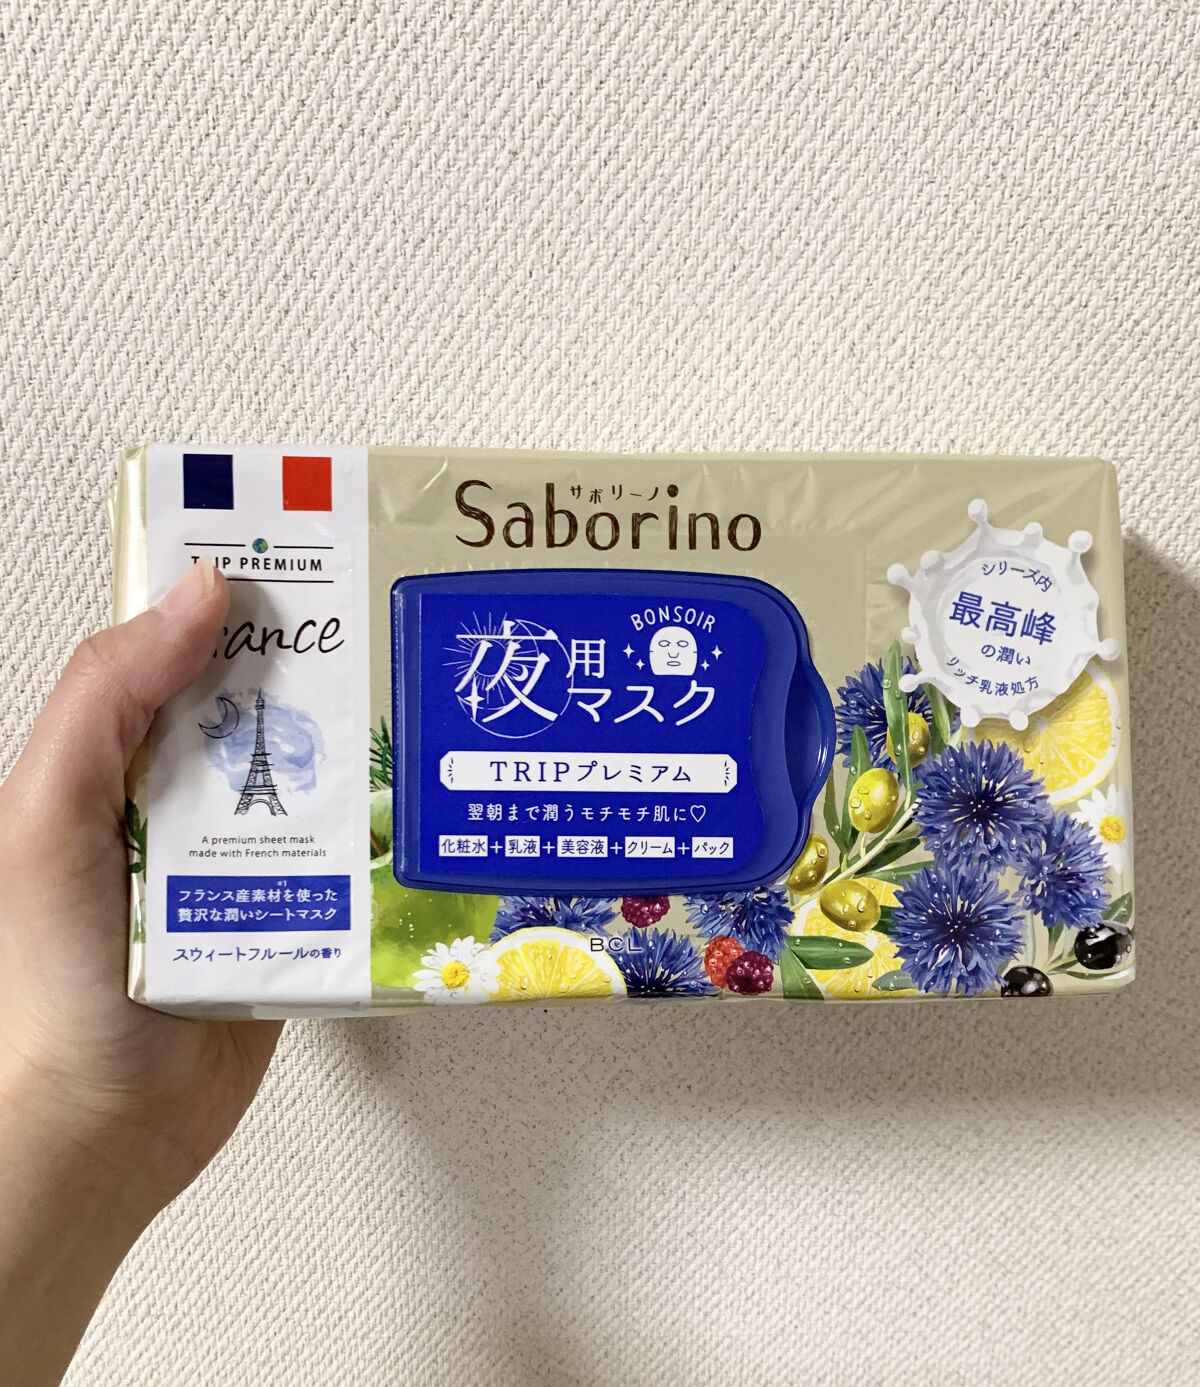 TRIP PREMIUM
France
A premium sheet mask
made with French materials
※1
フランス産素材を使った
贅沢な潤いシートマスク
スウィートフルールの香り
サボリーノ
Saborino
BONSOIR
夜用
マスク
TRIPプレミアム
翌朝まで潤うモチモチ肌に♡
化粧水+乳液+美容液+クリーム+パック
BCL
シリーズ内
最高峰
の潤い
リッチ乳液処方